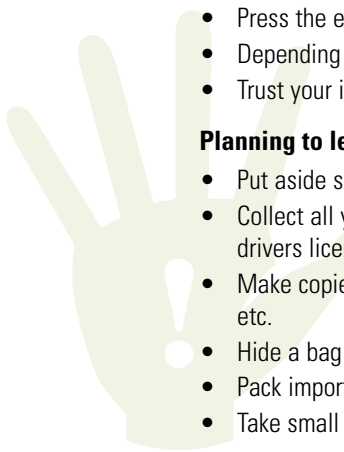 • Press the e
• Depending
• Trust your i
Planning to le
• Put aside s
• Collect all y
drivers lice
• Make copie
etc.
• Hide a bag
• Pack impor
• Take small